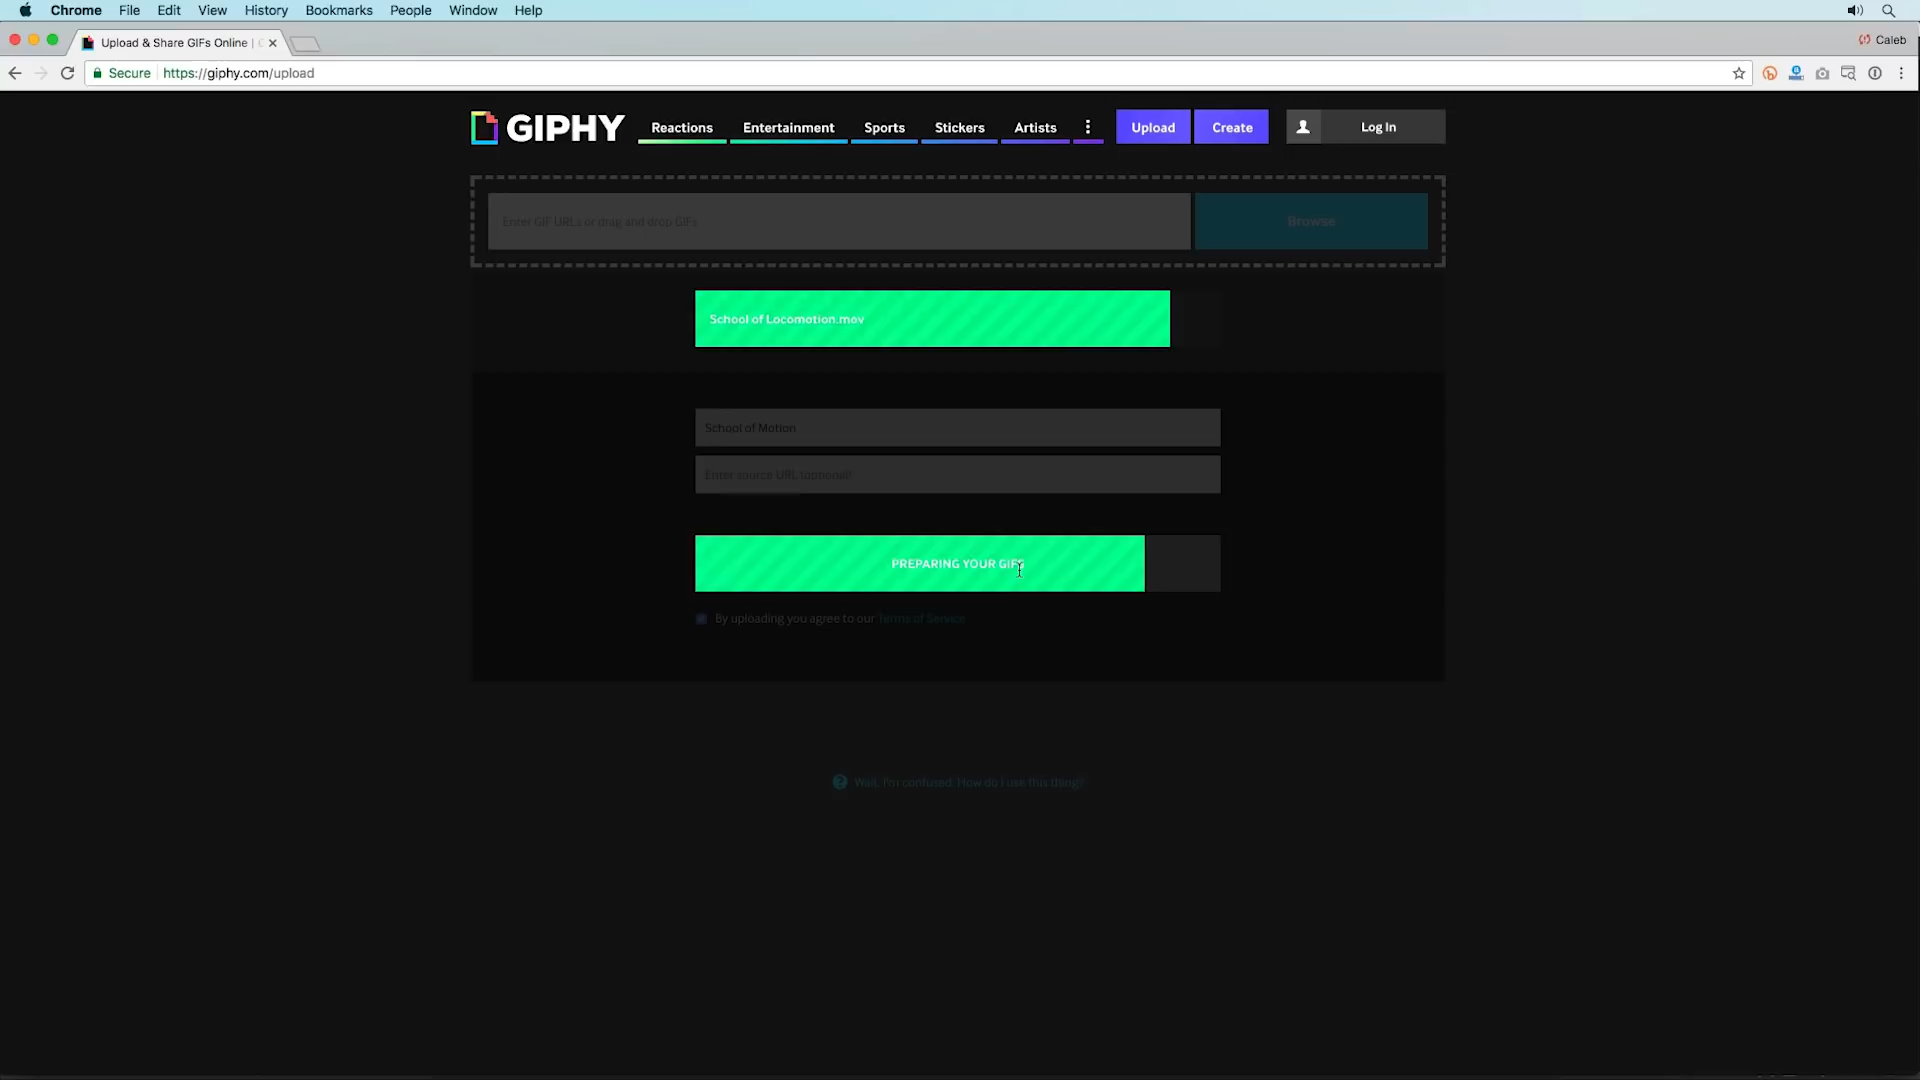 Chrome File Edit View History Bookmarks People Window Help
Upload & Share GIFs Online |
Caleb
Secure https://giphy.com/upload
GIPHY Reactions Entertainment Sports Stickers Artists Upload Create Log In
Enter GIF URLs or drag and drop GIFs Browse
School of Locomotion.mov
School of Motion
Enter source URL (optional)
PREPARING YOUR GIFS
By uploading you agree to our Terms of Service
Wait, I'm confused. How do I use this thing?